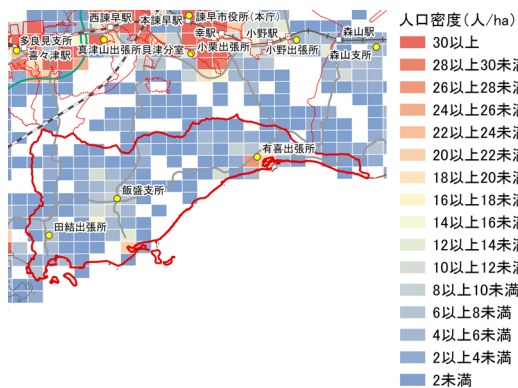 西諫早駅
本諫早駅
諫早市役所(本庁)
森山駅
多良見支所
幸駅
小野駅
喜々津駅
真津山出張所
貝津分室
小栗出張所
小野出張所
森山支所
有喜出張所
飯盛支所
田結出張所
人口密度(人/ha)
30以上
28以上30未満
26以上28未満
24以上26未満
22以上24未満
20以上22未満
18以上20未満
16以上18未満
14以上16未満
12以上14未満
10以上12未満
8以上10未満
6以上8未満
4以上6未満
2以上4未満
2未満